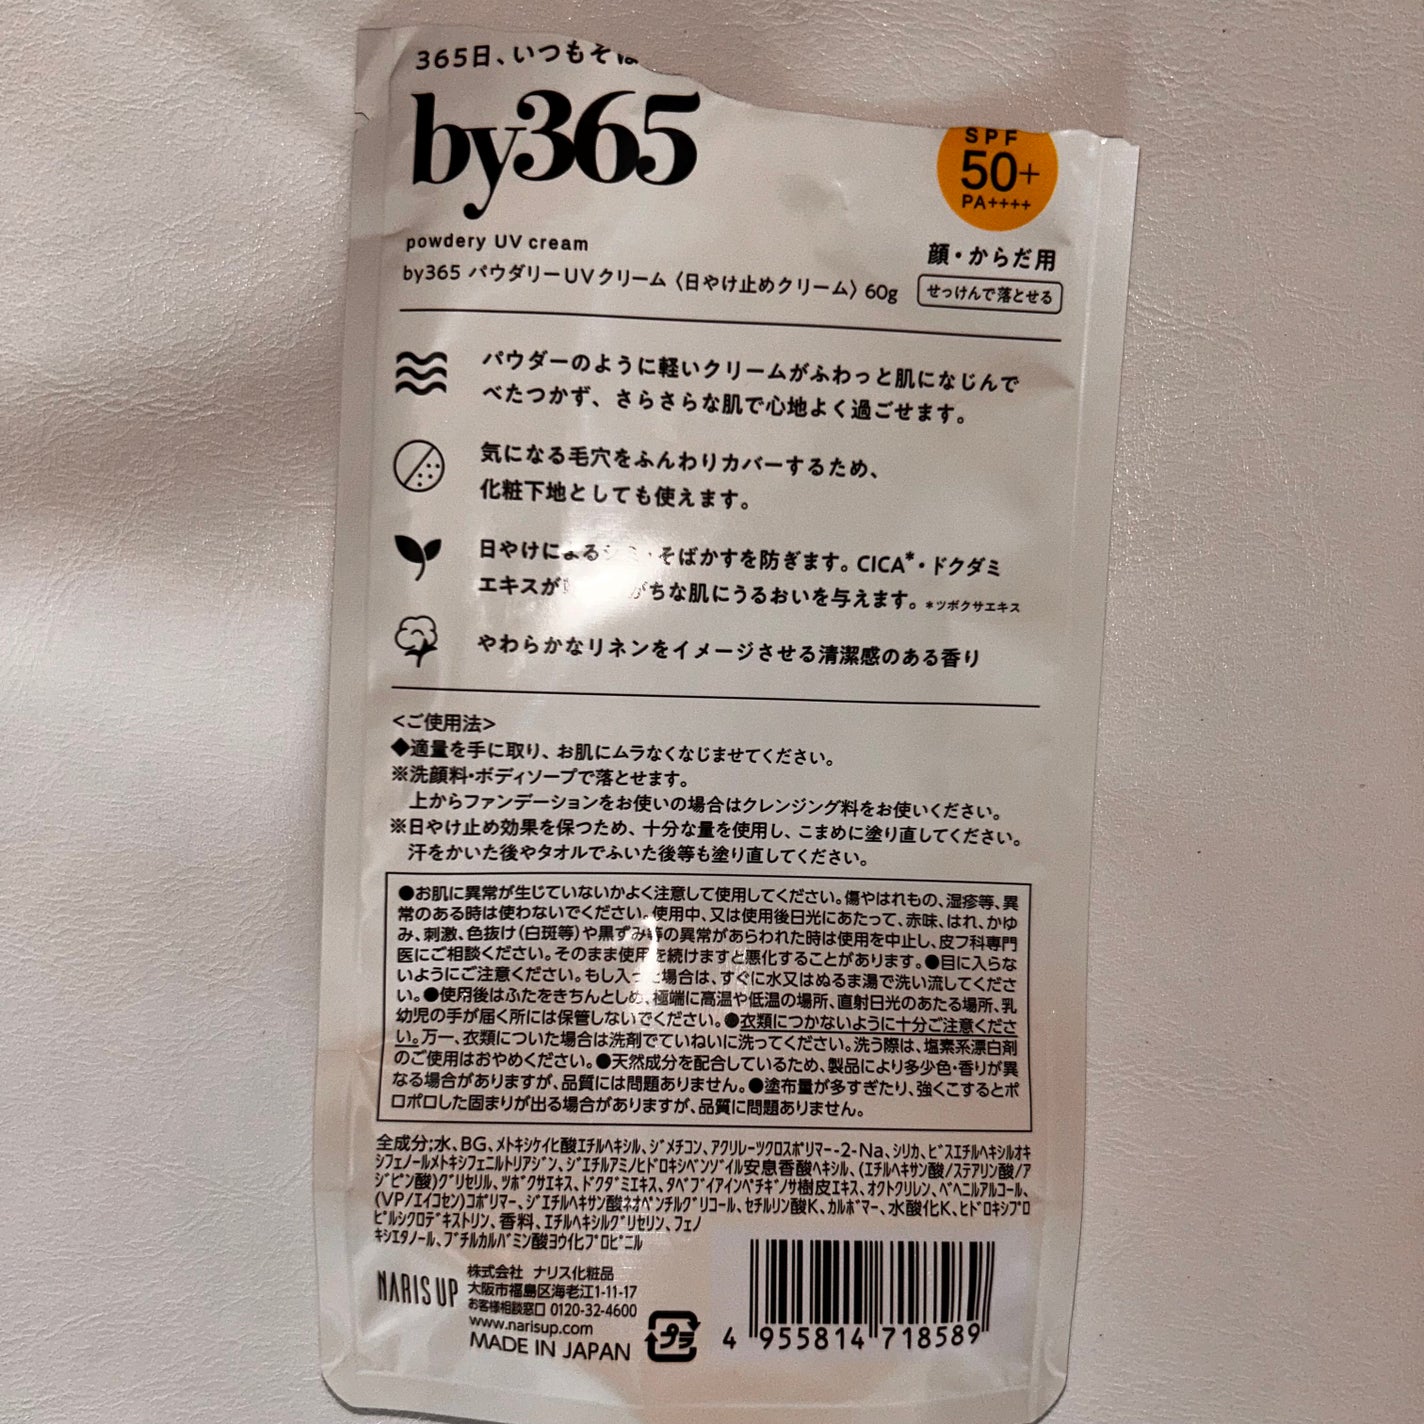 365日、いつもそば
by365
SPF
50+
PA++++
powdery UV cream
顔・からだ用
by365 パウダリーUVクリーム〈日やけ止めクリーム〉60g
せっけんで落とせる
パウダーのように軽いクリームがふわっと肌になじんで
べたつかず、さらさらな肌で心地よく過ごせます。
気になる毛穴をふんわりカバーするため、
化粧下地としても使えます。
日やけによる・そばかすを防ぎます。CICA*・ドクダミ
エキスが がちな肌にうるおいを与えます。*ツボクサエキス
やわらかなリネンをイメージさせる清潔感のある香り
<ご使用法>
◆適量を手に取り、お肌にムラなくなじませてください。
※洗顔料・ボディソープで落とせます。
上からファンデーションをお使いの場合はクレンジング料をお使いください。
※日やけ止め効果を保つため、十分な量を使用し、こまめに塗り直してください。
汗をかいた後やタオルでふいた後等も塗り直してください。
●お肌に異常が生じていないかよく注意して使用してください。傷やはれもの、湿疹等、異
常のある時は使わないでください。使用中、又は使用後日光にあたって、赤味、はれ、かゆ
み、刺激、色抜け(白斑等)や黒ずみ等の異常があらわれた時は使用を中止し、皮フ科専門
医にご相談ください。そのまま使用を続けますと悪化することがあります。●目に入らな
いようにご注意ください。もし入った場合は、すぐに水又はぬるま湯で洗い流してくださ
い。●使用後はふたをきちんとしめ、極端に高温や低温の場所、直射日光のあたる場所、乳
幼児の手が届く所には保管しないでください。●衣類につかないように十分ご注意くださ
い。万一、衣類についた場合は洗剤でていねいに洗ってください。洗う際は、塩素系漂白剤
のご使用はおやめください。●天然成分を配合しているため、製品により多少色・香りが異
なる場合がありますが、品質には問題ありません。●塗布量が多すぎたり、強くこするとポ
ロポロした固まりが出る場合がありますが、品質に問題ありません。
全成分;水、BG、ﾒﾄｷｼｹｲﾋ酸ｴﾁﾙﾍｷｼﾙ、ｼﾞﾒﾁｺﾝ、ｱｸﾘﾚｰﾂｸﾛｽﾎﾟﾘﾏｰ-2-Na、ｼﾘｶ、ﾋﾞｽｴﾁﾙﾍｷｼﾙｵｷ
ｼﾌｪﾉｰﾙﾒﾄｷｼﾌｪﾆﾙﾄﾘｱｼﾞﾝ、ｼﾞｴﾁﾙｱﾐﾉﾋﾄﾞﾛｷｼﾍﾞﾝｿﾞｲﾙ安息香酸ﾍｷｼﾙ、(ｴﾁﾙﾍｷｻﾝ酸/ｽﾃｱﾘﾝ酸/ｱ
ｼﾞﾋﾟﾝ酸)ｸﾞﾘｾﾘﾙ、ﾂﾎﾞｸｻｴｷｽ、ﾄﾞｸﾀﾞﾐｴｷｽ、ﾀﾍﾞﾌﾞｲｱｲﾝﾍﾟﾁｷﾞﾉｻ樹皮ｴｷｽ、ｵｸﾄｸﾘﾚﾝ、ﾍﾞﾍﾆﾙｱﾙｺｰﾙ、
(VP/ｴｲｺｾﾝ)ｺﾎﾟﾘﾏｰ、ｼﾞｴﾁﾙﾍｷｻﾝ酸ﾈｵﾍﾟﾝﾁﾙｸﾞﾘｺｰﾙ、ｾﾁﾙﾘﾝ酸K、ｶﾙﾎﾞﾏｰ、水酸化K、ﾋﾄﾞﾛｷｼﾌﾟﾛ
ﾋﾟﾙｼｸﾛﾃﾞｷｽﾄﾘﾝ、香料、ｴﾁﾙﾍｷｼﾙｸﾞﾘｾﾘﾝ、ﾌｪﾉ
ｷｼｴﾀﾉｰﾙ、ﾌﾞﾁﾙｶﾙﾊﾞﾐﾝ酸ﾖｳ化ﾌﾟﾛﾋﾟﾆﾙ
NARIS UP
株式会社 ナリス化粧品
大阪市福島区海老江1-11-17
お客様相談窓口 0120-32-4600
www.narisup.com
MADE IN JAPAN
プラ
4 955814 718589